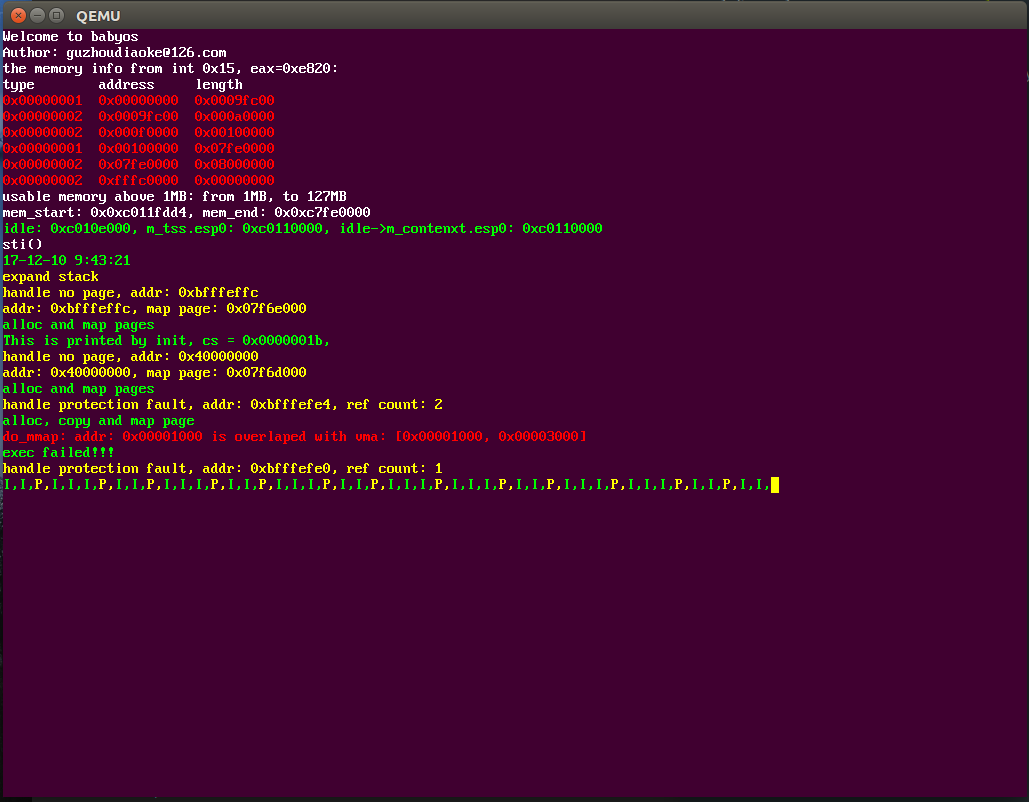 QEMU
Welcome to babyos
Author: guzhoudiaoke@126.com
the memory info from int 0x15, eax=0xe820:
type address length
0x00000001 0x00000000 0x0009fc00
0x00000002 0x0009fc00 0x000a0000
0x00000002 0x000f0000 0x00100000
0x00000001 0x00100000 0x07fe0000
0x00000002 0x07fe0000 0x08000000
0x00000002 0xfffc0000 0x00000000
usable memory above 1MB: from 1MB, to 127MB
mem_start: 0x0xc011fdd4, mem_end: 0x0xc7fe0000
idle: 0xc010e000, m_tss.esp0: 0xc0110000, idle->m_contenxt.esp0: 0xc0110000
sti()
17-12-10 9:43:21
expand stack
handle no page, addr: 0xbfffeffc
addr: 0xbfffeffc, map page: 0x07f6e000
alloc and map pages
This is printed by init, cs = 0x0000001b,
handle no page, addr: 0x40000000
addr: 0x40000000, map page: 0x07f6d000
alloc and map pages
handle protection fault, addr: 0xbfffefe4, ref count: 2
alloc, copy and map page
do_mmap: addr: 0x00001000 is overlaped with vma: [0x00001000, 0x00003000]
exec failed!!!
handle protection fault, addr: 0xbfffefe0, ref count: 1
I,I,P,I,I,I,P,I,I,P,I,I,I,P,I,I,P,I,I,I,P,I,I,P,I,I,I,P,I,I,I,P,I,I,P,I,I,I,P,I,I,I,P,I,I,P,I,I,